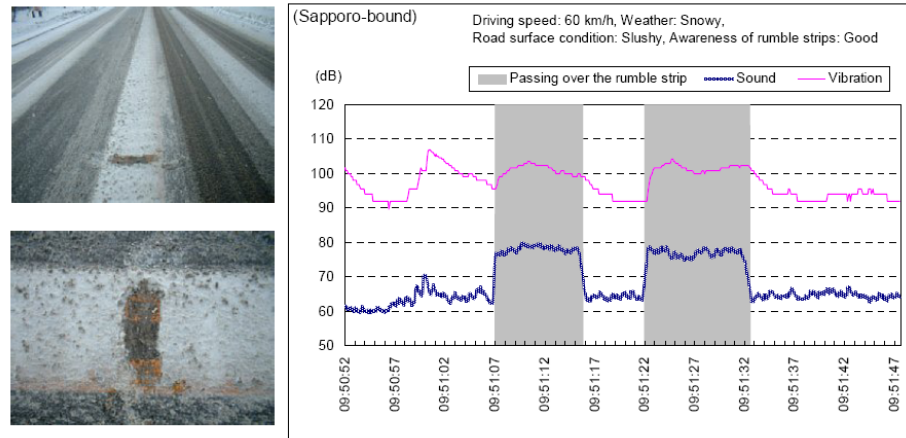 (Sapporo-bound)
Driving speed: 60 km/h, Weather: Snowy,
Road surface condition: Slushy, Awareness of rumble strips: Good
(dB)
Passing over the rumble strip
Sound
Vibration
120
110
100
90
80
70
60
50
09:50:52
09:50:57
09:51:02
09:51:07
09:51:12
09:51:17
09:51:22
09:51:27
09:51:32
09:51:37
09:51:42
09:51:47